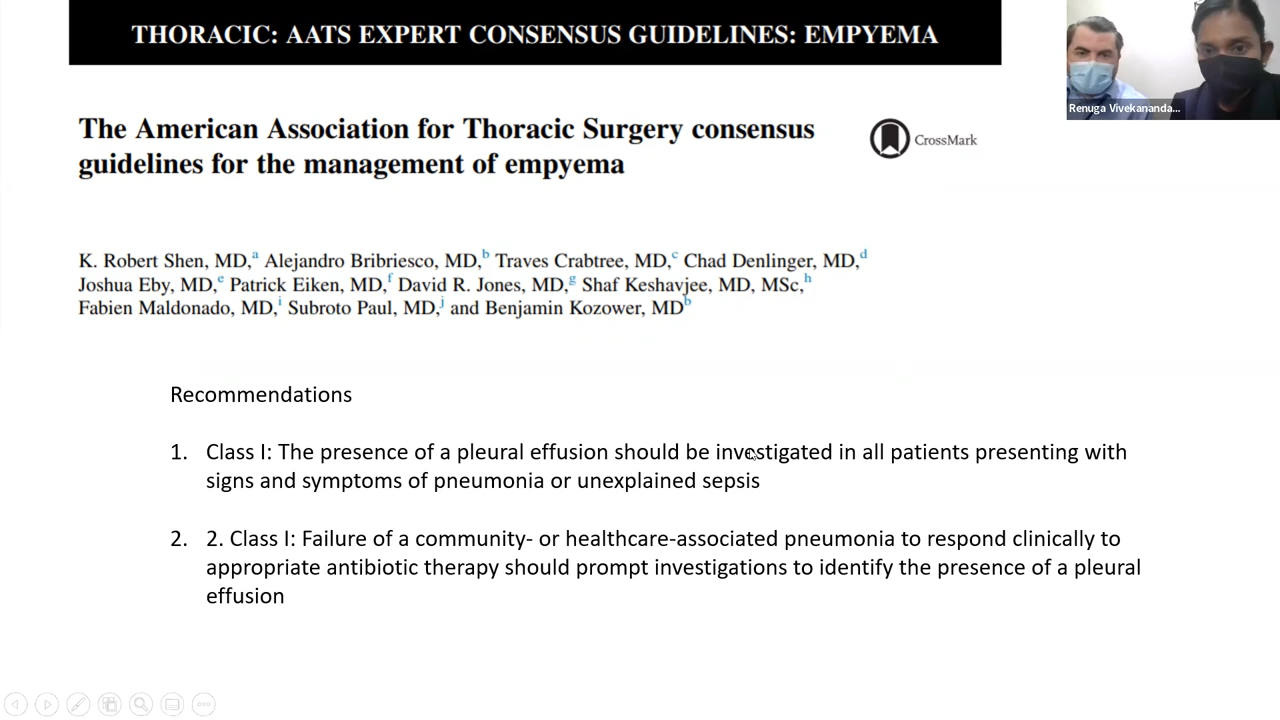 THORACIC: AATS EXPERT CONSENSUS GUIDELINES: EMPYEMA
Renuga Vivekananda...
The American Association for Thoracic Surgery consensus
guidelines for the management of empyema
CrossMark
K. Robert Shen, MD,a Alejandro Bribriesco, MD,b Traves Crabtree, MD,c Chad Denlinger, MD,d
Joshua Eby, MD,e Patrick Eiken, MD,f David R. Jones, MD,g Shaf Keshavjee, MD, MSc,h
Fabien Maldonado, MD,i Subroto Paul, MD,j and Benjamin Kozower, MDb
Recommendations
1. Class I: The presence of a pleural effusion should be investigated in all patients presenting with
signs and symptoms of pneumonia or unexplained sepsis
2. 2. Class I: Failure of a community- or healthcare-associated pneumonia to respond clinically to
appropriate antibiotic therapy should prompt investigations to identify the presence of a pleural
effusion